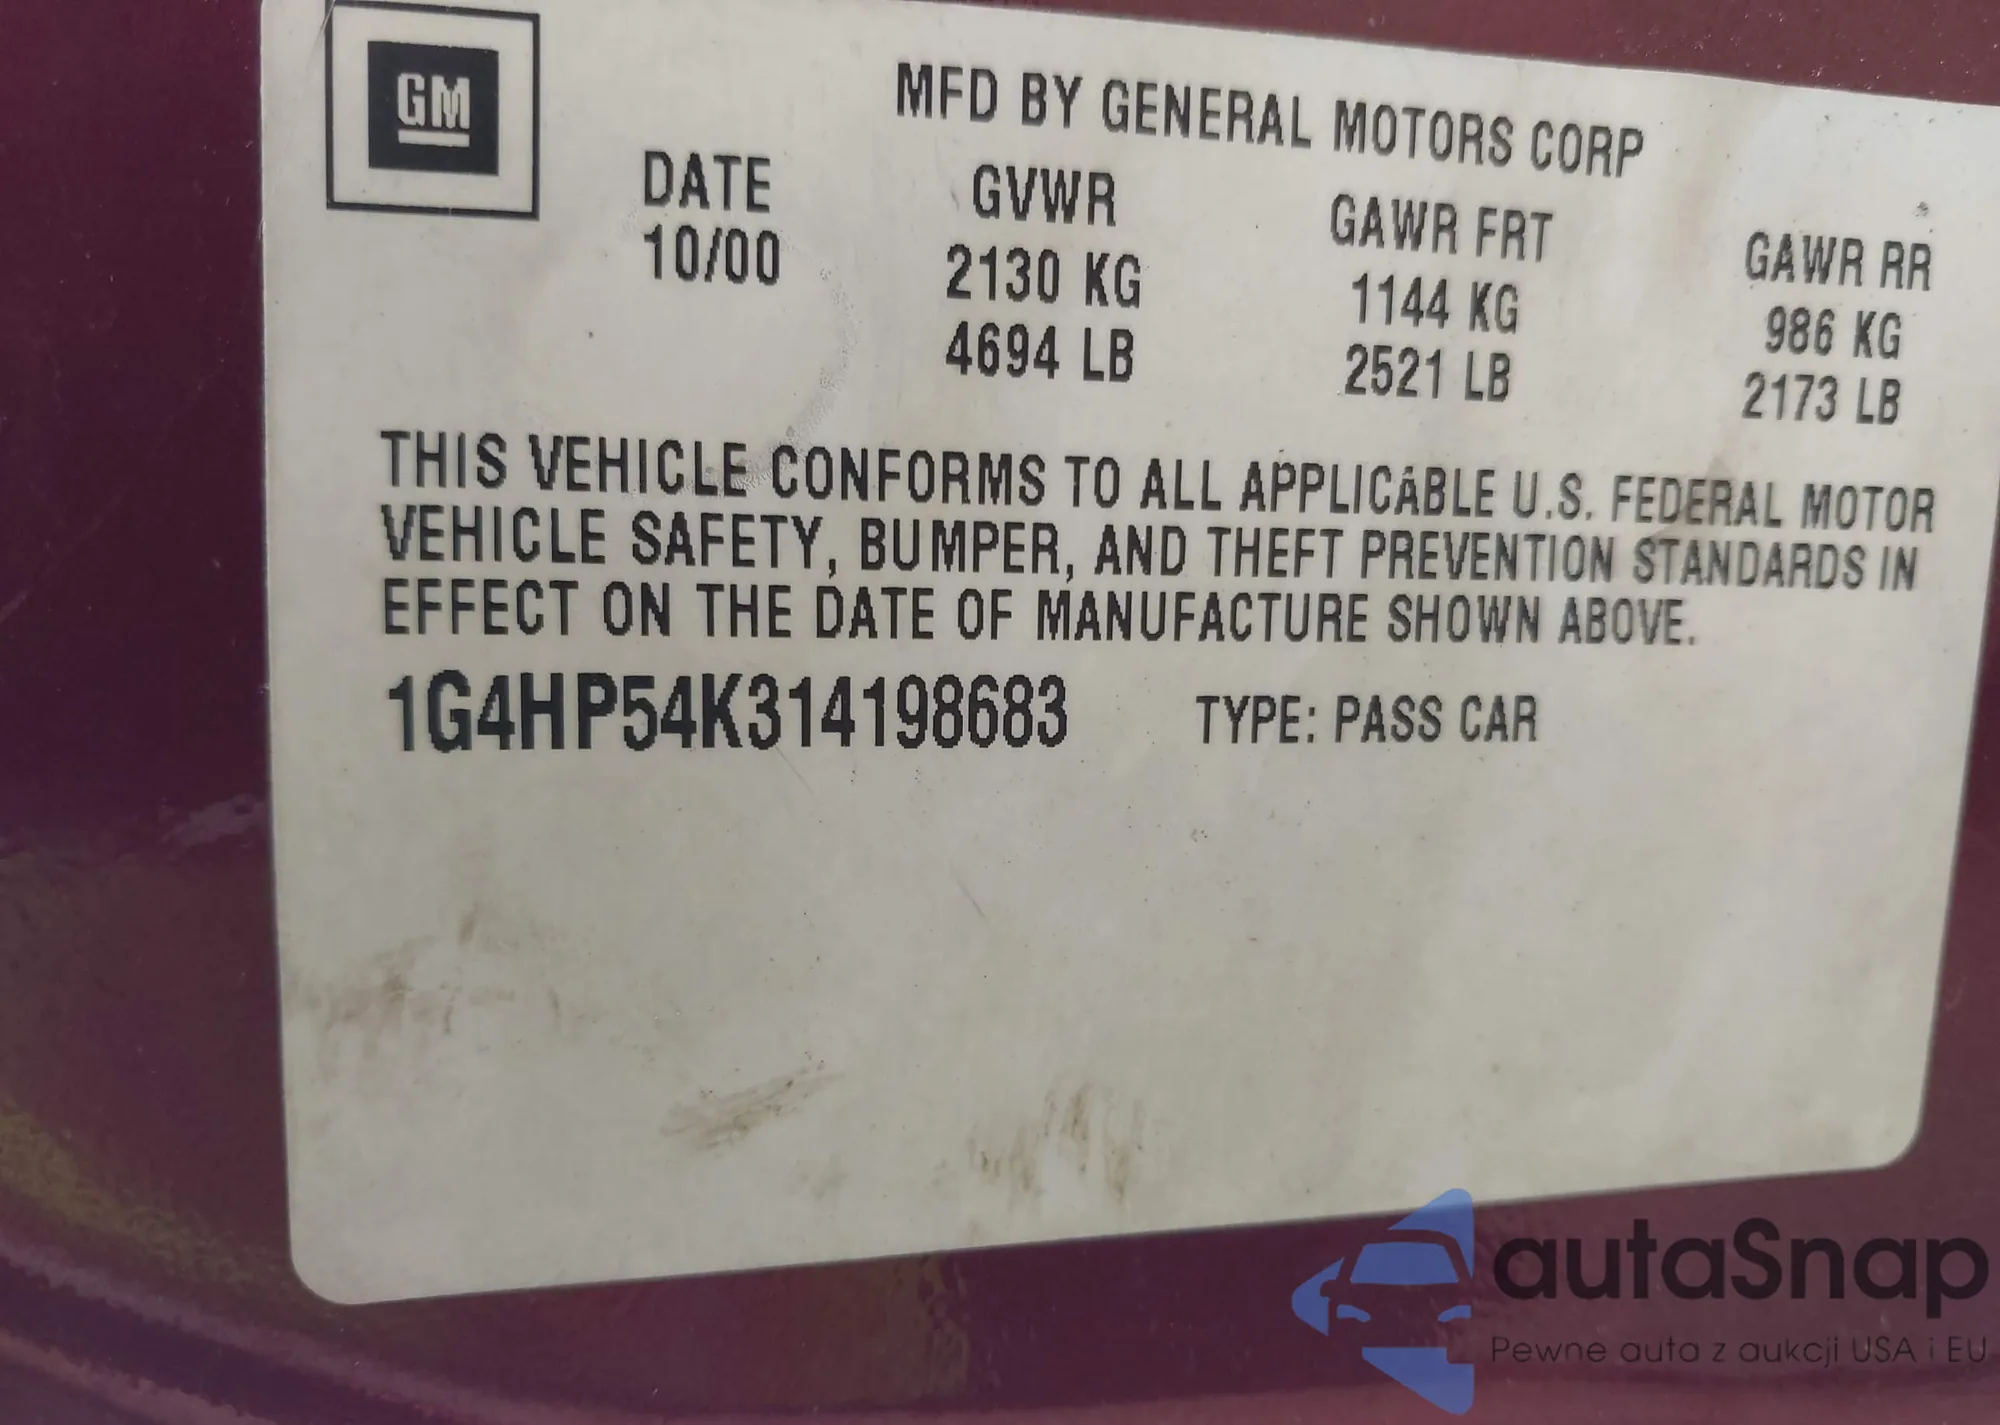 GM
MFD BY GENERAL MOTORS CORP
DATE GVWR GAWR FRT GAWR RR
10/00 2130 KG 1144 KG 986 KG
4694 LB 2521 LB 2173 LB
THIS VEHICLE CONFORMS TO ALL APPLICABLE U.S. FEDERAL MOTOR
VEHICLE SAFETY, BUMPER, AND THEFT PREVENTION STANDARDS IN
EFFECT ON THE DATE OF MANUFACTURE SHOWN ABOVE.
1G4HP54K314198683 TYPE: PASS CAR
autaSnap
Pewne auta z aukcji USA i EU